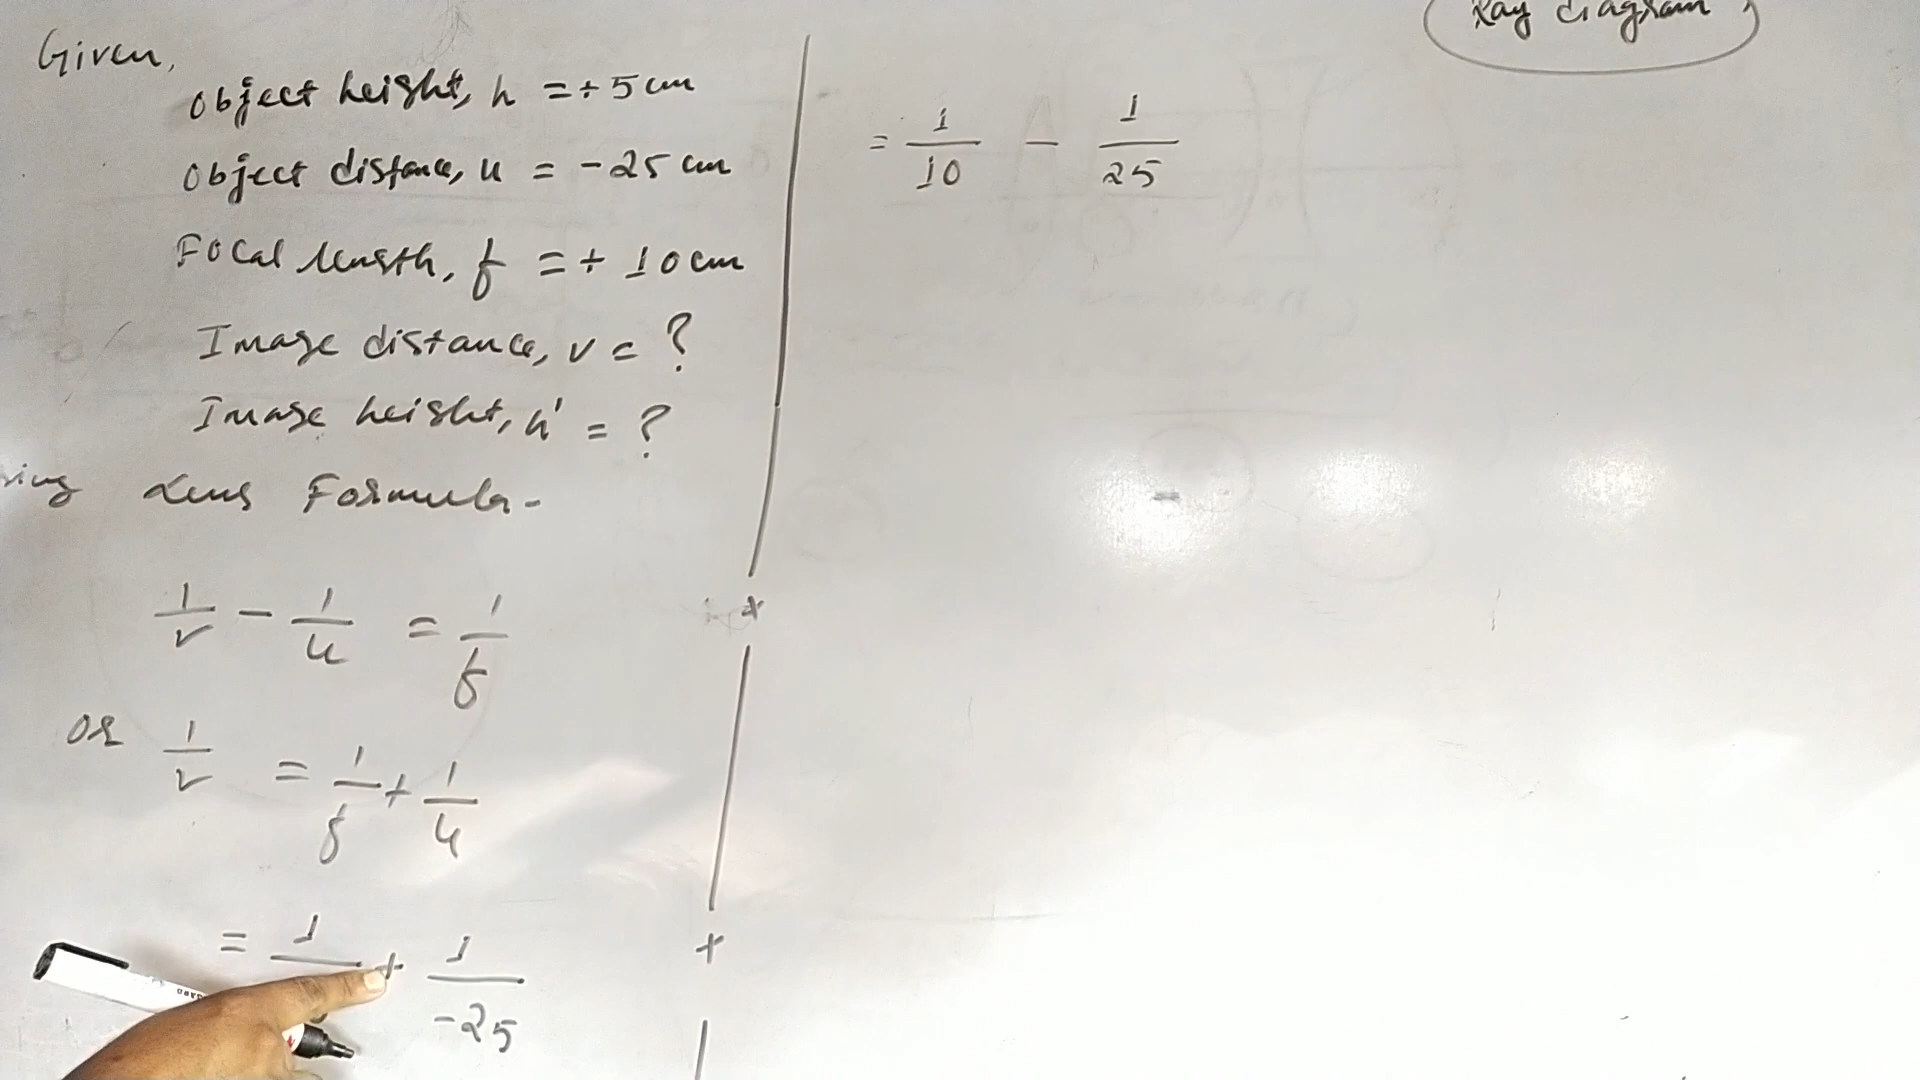 Given,
object height, h = +5 cm
object distance, u = -25 cm
Focal length, f = + 10 cm
Image distance, v = ?
Image height, h' = ?
Lens Formula -
1/v - 1/u = 1/f
or 1/v = 1/f + 1/u
= 1/ + 1/-25
= 1/10 - 1/25
Ray diagram